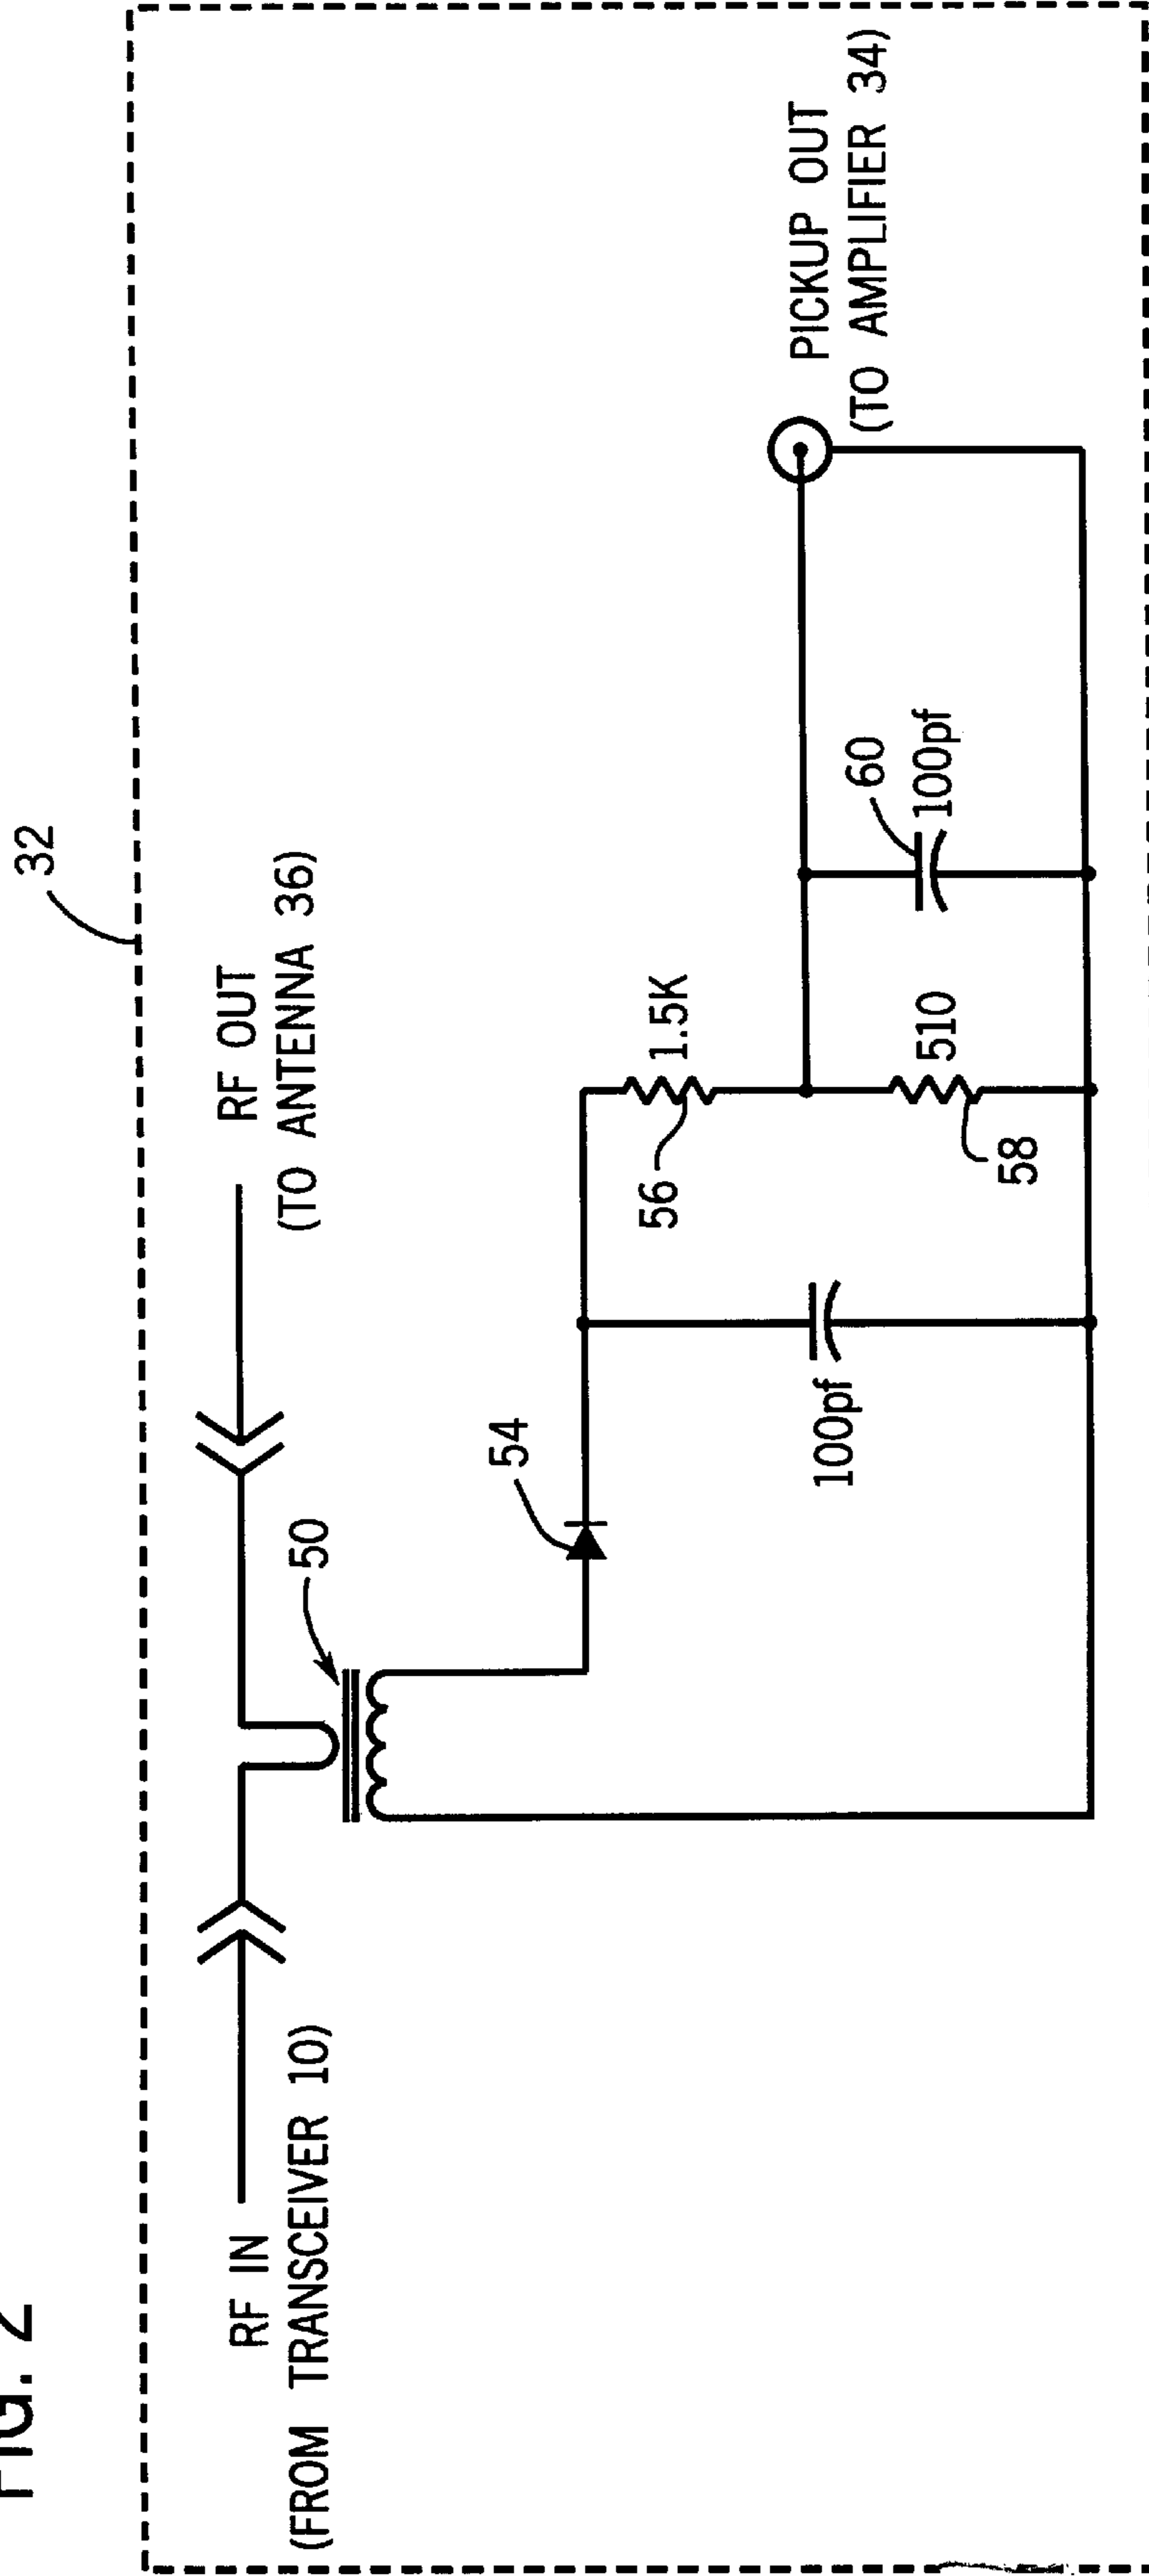 FIG. 2
32
RF IN
(FROM TRANSCEIVER 10)
RF OUT
(TO ANTENNA 36)
50
54
100pf
56
1.5K
58
510
60
100pf
PICKUP OUT
(TO AMPLIFIER 34)